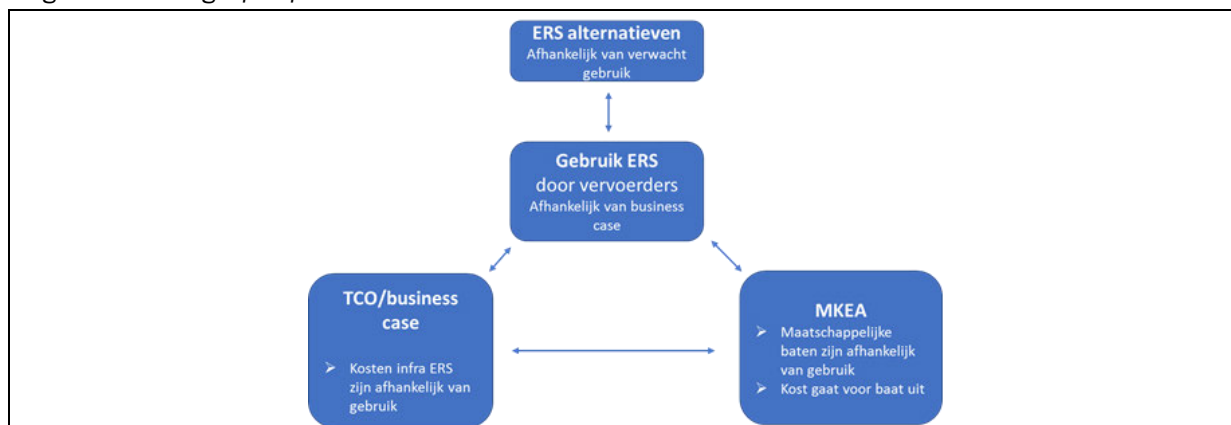 ERS alternatieven
Afhankelijk van verwacht
gebruik
Gebruik ERS
door vervoerders
Afhankelijk van business
case
TCO/business
case
➢ Kosten infra ERS
zijn afhankelijk van
gebruik
MKEA
➢ Maatschappelijke
baten zijn afhankelijk
van gebruik
➢ Kost gaat voor baat uit